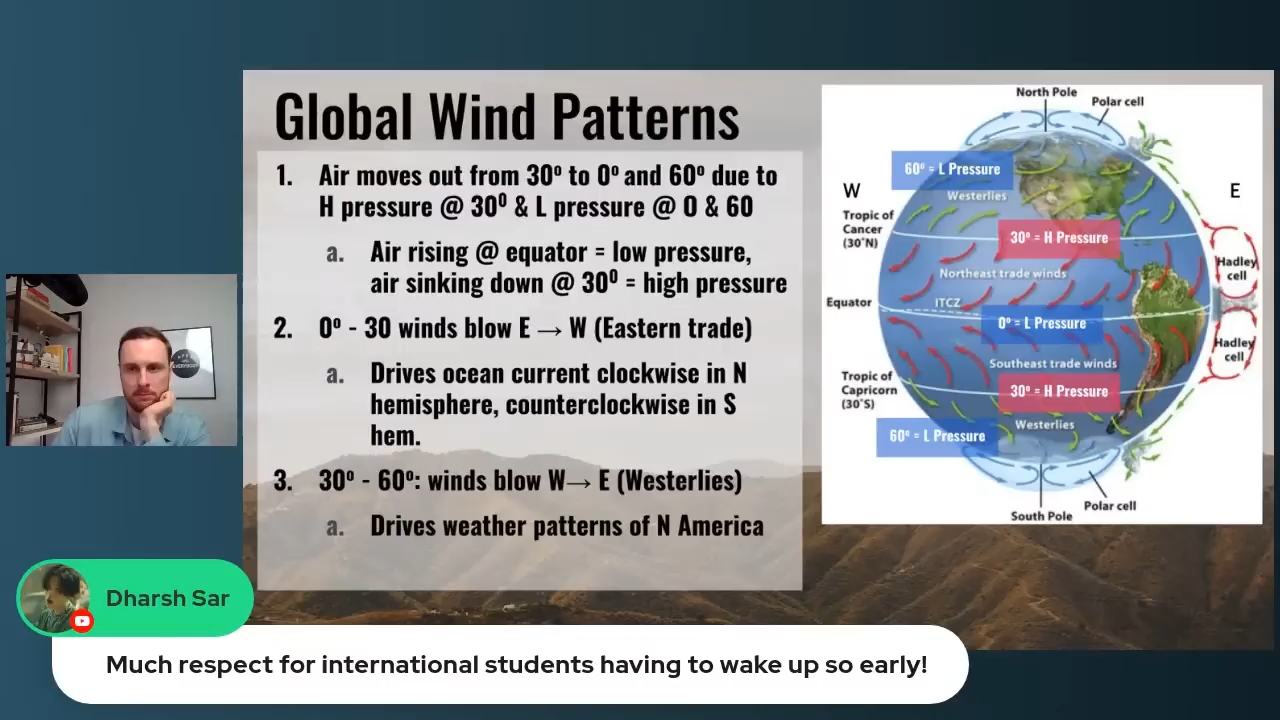 Global Wind Patterns
1. Air moves out from 30º to 0º and 60º due to
H pressure @ 30⁰ & L pressure @ 0 & 60
a. Air rising @ equator = low pressure,
air sinking down @ 30⁰ = high pressure
2. 0º - 30 winds blow E → W (Eastern trade)
a. Drives ocean current clockwise in N
hemisphere, counterclockwise in S
hem.
3. 30º - 60º: winds blow W→ E (Westerlies)
a. Drives weather patterns of N America
North Pole
Polar cell
60º = L Pressure
W
E
Westerlies
Tropic of
Cancer
(30˚N)
30º = H Pressure
Hadley
cell
Northeast trade winds
Equator
ITCZ
0º = L Pressure
Hadley
cell
Southeast trade winds
Tropic of
Capricorn
(30˚S)
30º = H Pressure
Westerlies
60º = L Pressure
Polar cell
South Pole
Dharsh Sar
Much respect for international students having to wake up so early!